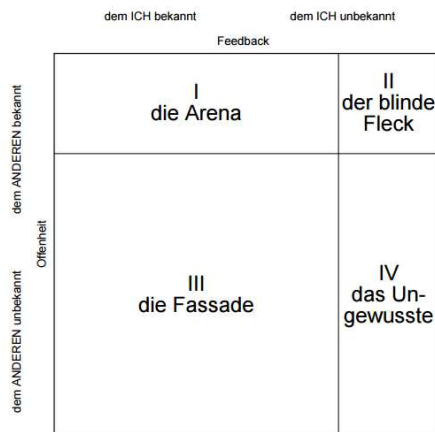 dem ICH bekannt
dem ICH unbekannt
Feedback
dem ANDEREN bekannt
Offenheit
dem ANDEREN unbekannt
I
die Arena
II
der blinde
Fleck
III
die Fassade
IV
das Un-
gewusste